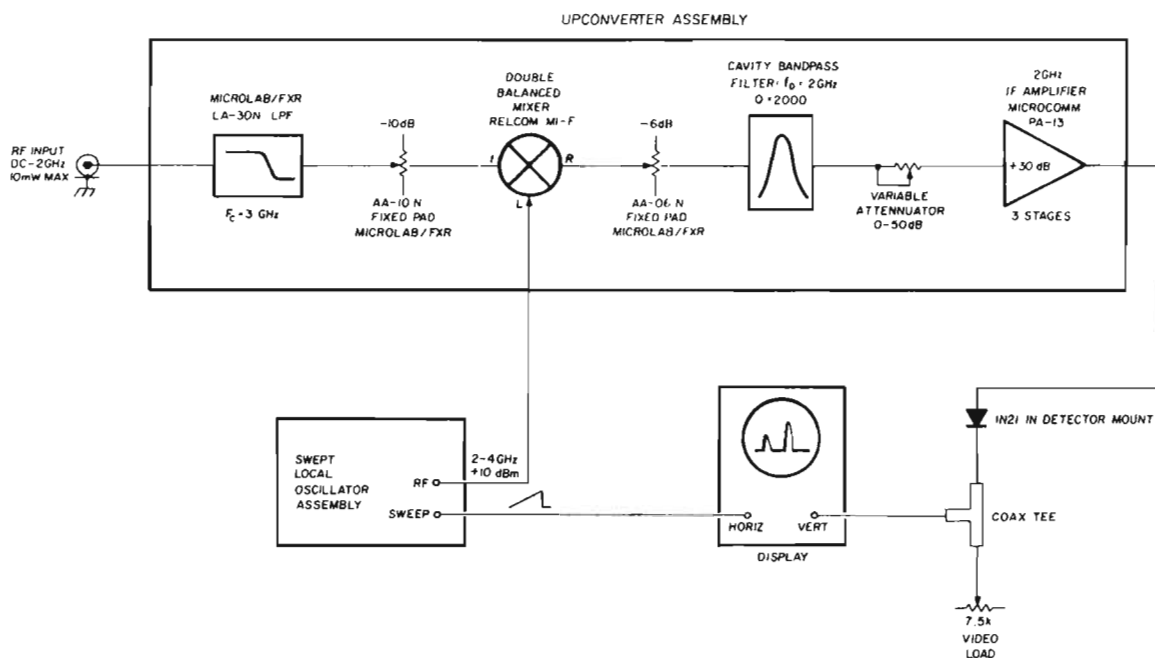 UPCONVERTER ASSEMBLY
RF INPUT
DC-2GHz
10mW MAX
MICROLAB/FXR
LA-30N LPF
FC = 3 GHz
-10dB
AA-10 N
FIXED PAD
MICROLAB/FXR
DOUBLE
BALANCED
MIXER
RELCOM MI-F
I
R
L
-6dB
AA-06 N
FIXED PAD
MICROLAB/FXR
CAVITY BANDPASS
FILTER: f0 = 2GHz
Q = 2000
VARIABLE
ATTENNUATOR
0-50dB
2GHz
IF AMPLIFIER
MICROCOMM
PA-13
+30 dB
3 STAGES
SWEPT
LOCAL
OSCILLATOR
ASSEMBLY
RF
SWEEP
2-4GHz
+10 dBm
HORIZ
VERT
DISPLAY
IN21 IN DETECTOR MOUNT
COAX TEE
7.5k
VIDEO
LOAD